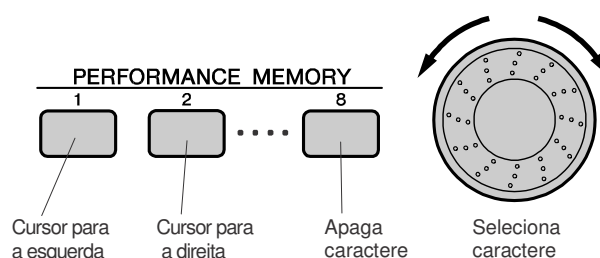 PERFORMANCE MEMORY
1 2 8
Cursor para Cursor para Apaga Seleciona
a esquerda a direita caractere caractere